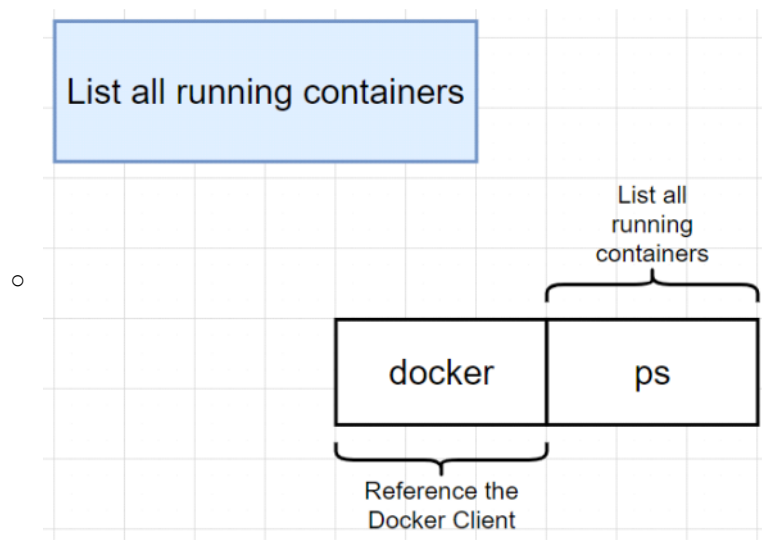 List all running containers
List all
running
containers
docker
ps
Reference the
Docker Client